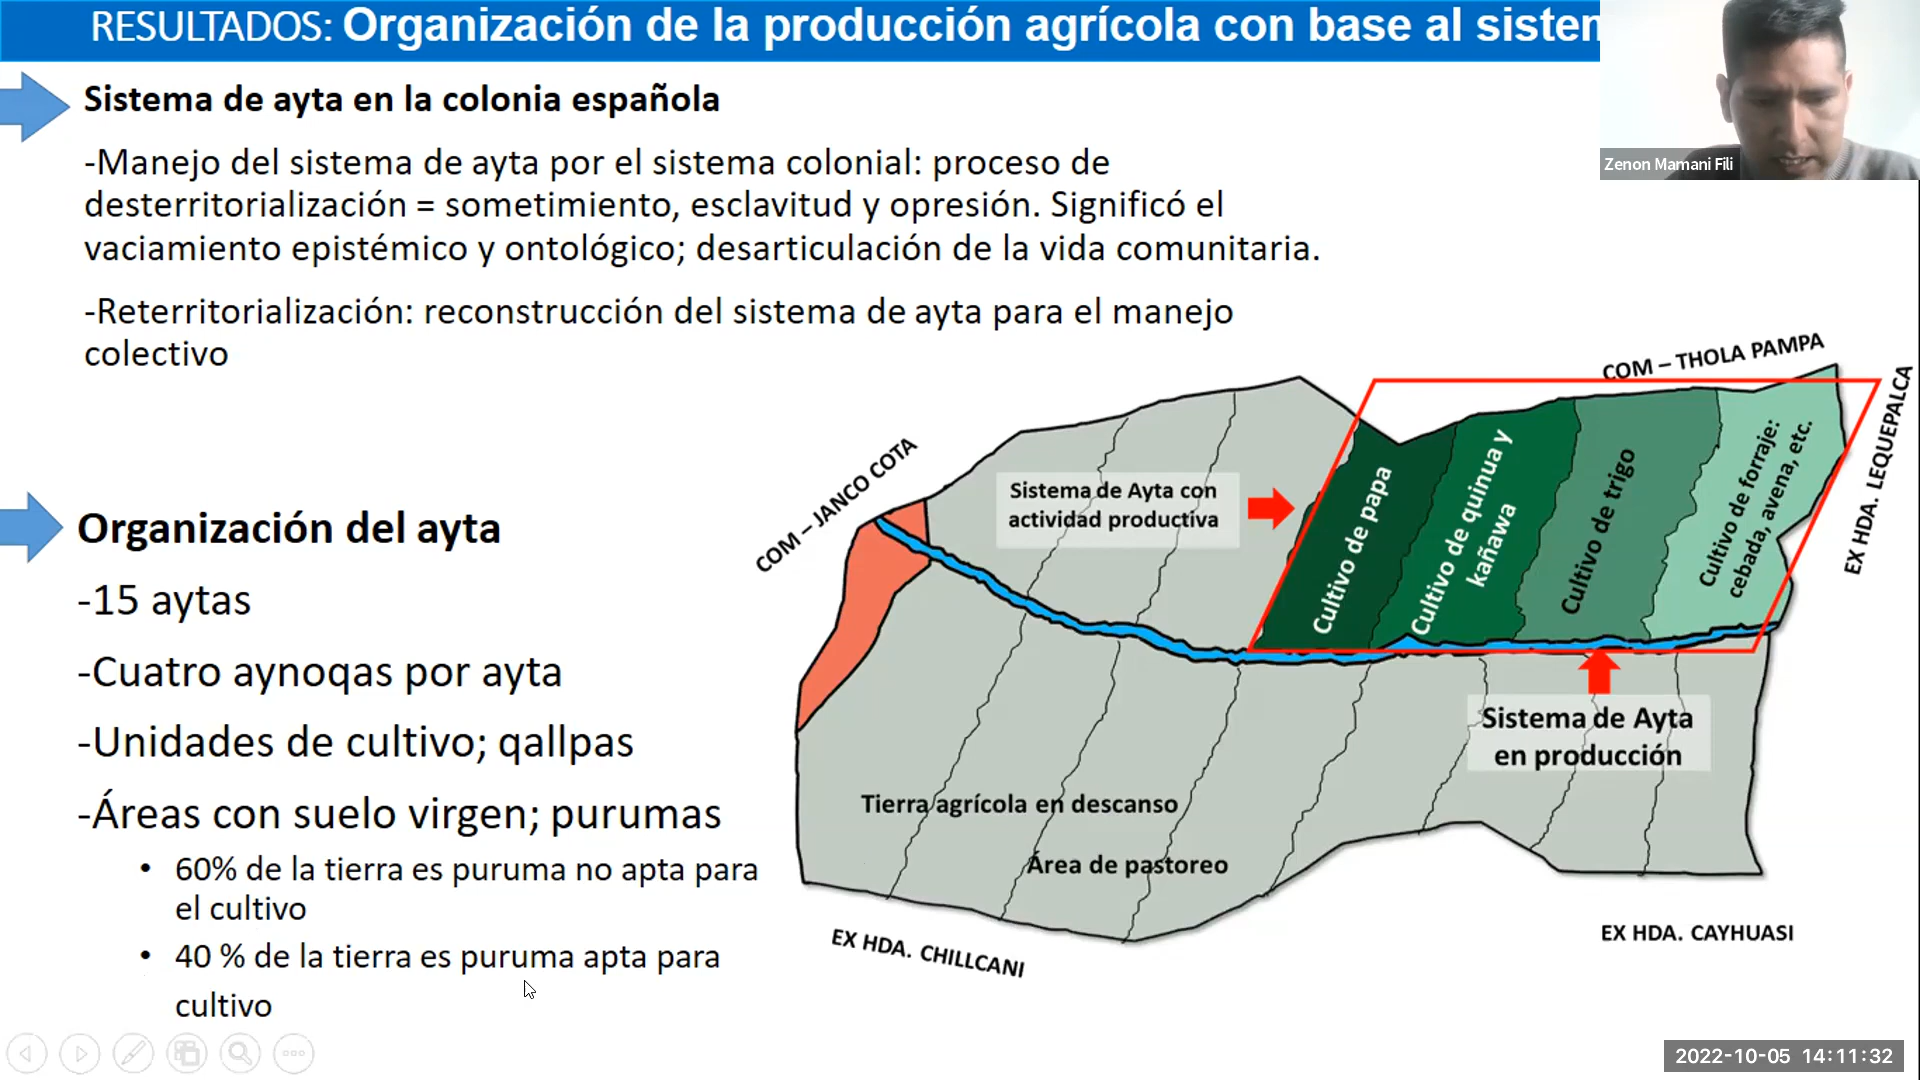 RESULTADOS: Organización de la producción agrícola con base al
Zenon Mamani Fili
Sistema de ayta en la colonia española
-Manejo del sistema de ayta por el sistema colonial: proceso de
desterritorialización = sometimiento, esclavitud y opresión. Significó el
vaciamiento epistémico y ontológico; desarticulación de la vida comunitaria.
-Reterritorialización: reconstrucción del sistema de ayta para el manejo
colectivo
Organización del ayta
-15 aytas
-Cuatro aynoqas por ayta
-Unidades de cultivo; qallpas
-Áreas con suelo virgen; purumas
• 60% de la tierra es puruma no apta para
el cultivo
• 40 % de la tierra es puruma apta para
cultivo
COM – THOLA PAMPA
EX HDA. LEQUEPALCA
COM – JANCO COTA
Sistema de Ayta con
actividad productiva
Cultivo de papa
Cultivo de quinua y
kañawa
Cultivo de trigo
Cultivo de forraje:
cebada, avena, etc.
Sistema de Ayta
en producción
Tierra agrícola en descanso
Área de pastoreo
EX HDA. CHILLCANI
EX HDA. CAYHUASI
2022-10-05 14:11:32